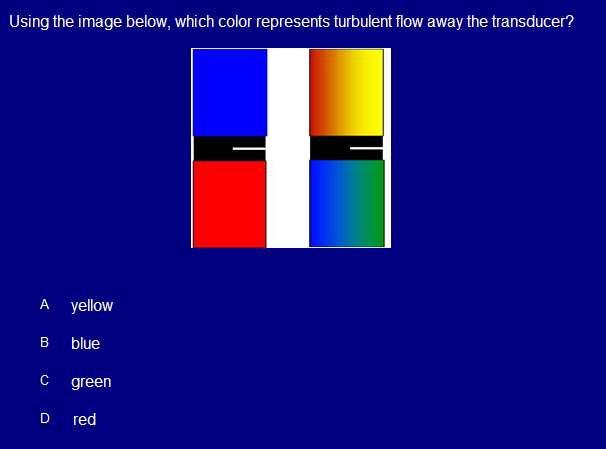 Using the image below, which color represents turbulent flow away the transducer?
A yellow
B blue
C green
D red